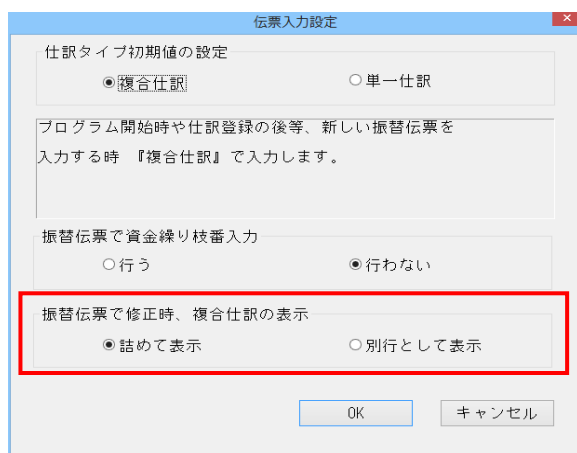 伝票入力設定
仕訳タイプ初期値の設定
複合仕訳 単一仕訳
プログラム開始時や仕訳登録の後等、新しい振替伝票を
入力する時 『複合仕訳』で入力します。
振替伝票で資金繰り枝番入力
行う 行わない
振替伝票で修正時、複合仕訳の表示
詰めて表示 別行として表示
OK キャンセル